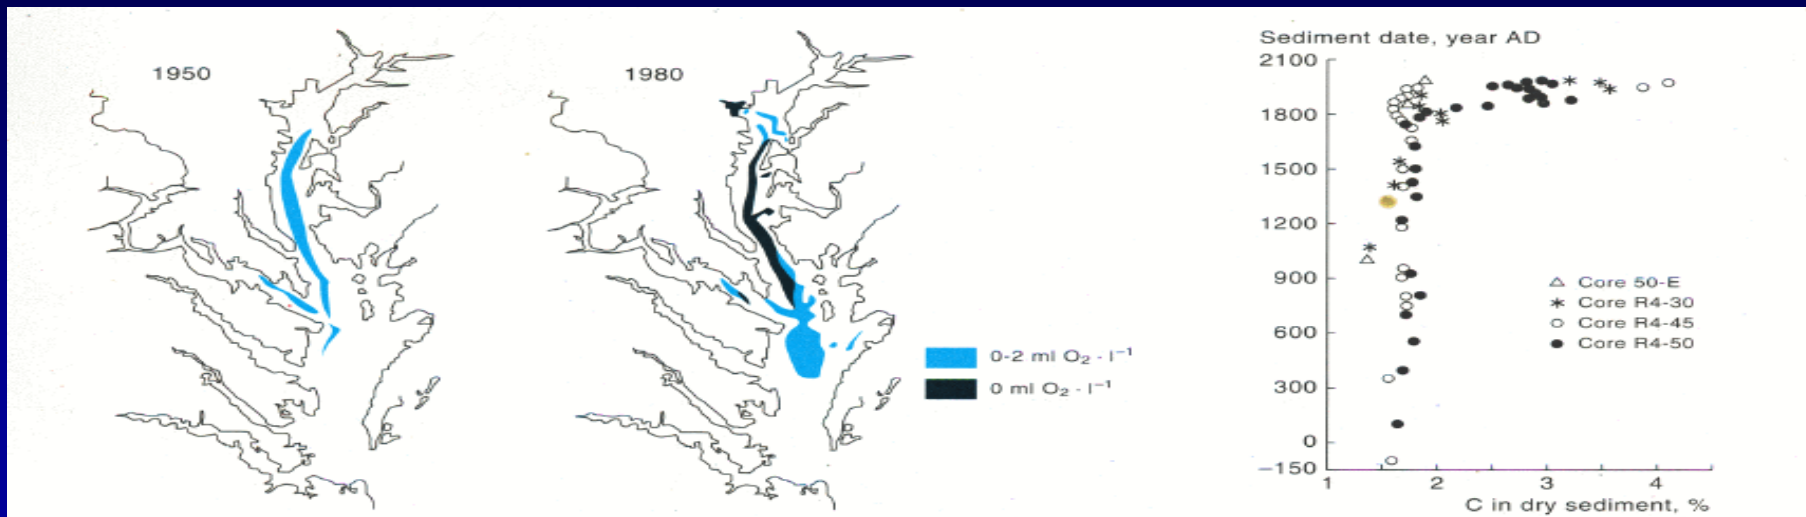 1950
1980
0-2 ml O₂ · l⁻¹
0 ml O₂ · l⁻¹
Sediment date, year AD
2100
1800
1500
1200
900
600
300
0
−150
1 2 3 4
C in dry sediment, %
Core 50-E
Core R4-30
Core R4-45
Core R4-50